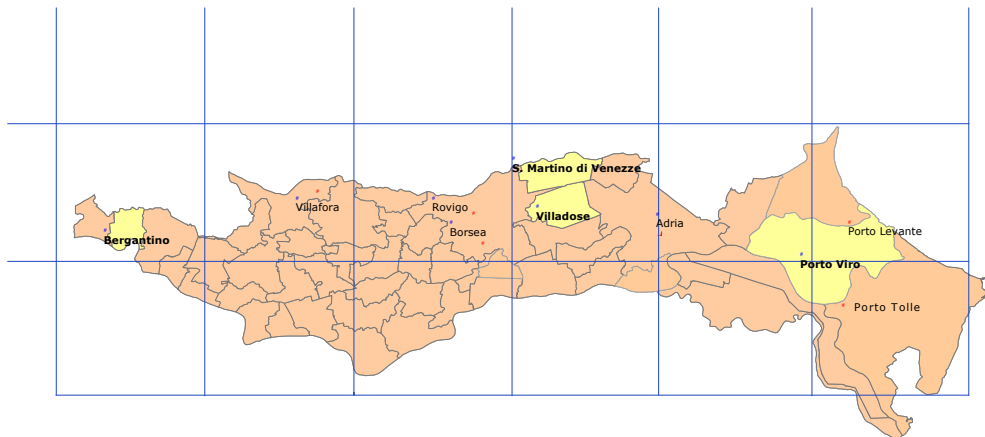 S. Martino di Venezze
Villafora
Rovigo
Villadose
Adria
Borsea
Porto Levante
Bergantino
Porto Viro
Porto Tolle